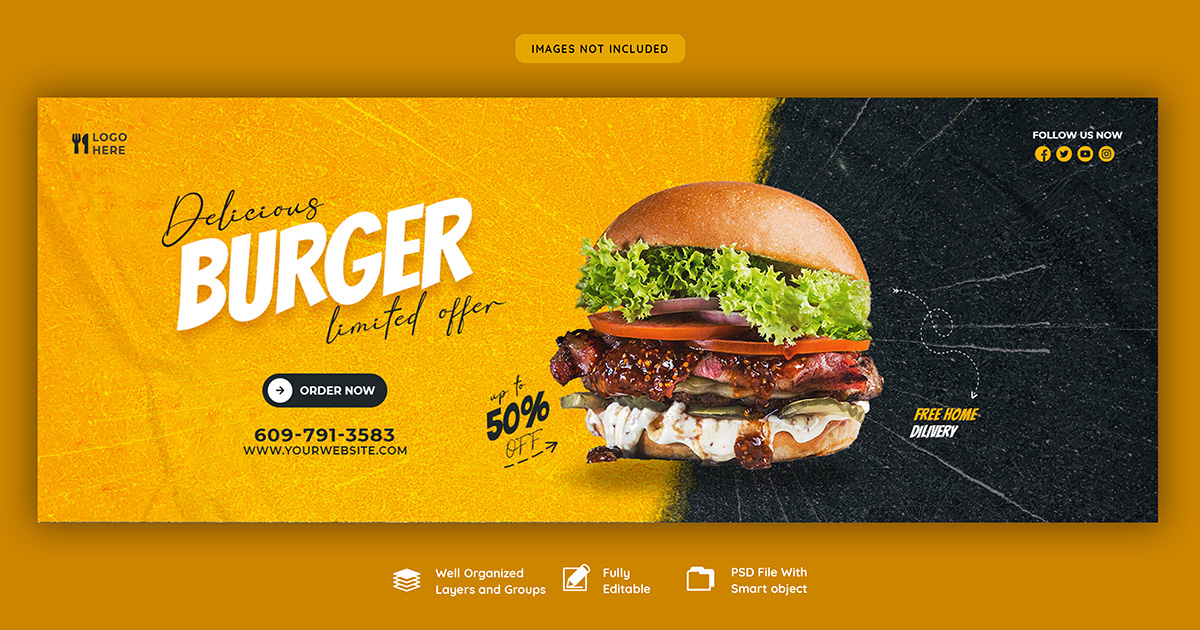 IMAGES NOT INCLUDED
LOGO
HERE
FOLLOW US NOW
Delicious
BURGER
limited offer
ORDER NOW
609-791-3583
WWW.YOURWEBSITE.COM
up to
50%
OFF
FREE HOME
DILIVERY
Well Organized
Layers and Groups
Fully
Editable
PSD File With
Smart object